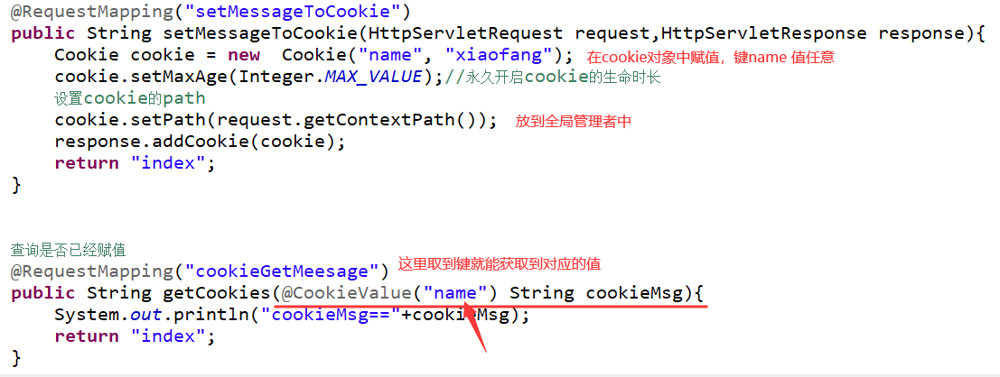 @RequestMapping("setMessageToCookie")
public String setMessageToCookie(HttpServletRequest request,HttpServletResponse response){
Cookie cookie = new  Cookie("name", "xiaofang"); 在cookie对象中赋值，键name 值任意
cookie.setMaxAge(Integer.MAX_VALUE);//永久开启cookie的生命时长
设置cookie的path
cookie.setPath(request.getContextPath()); 放到全局管理者中
response.addCookie(cookie);
return "index";
}
查询是否已经赋值
@RequestMapping("cookieGetMeesage") 这里取到键就能获取到对应的值
public String getCookies(@CookieValue("name") String cookieMsg){
System.out.println("cookieMsg=="+cookieMsg);
return "index";
}